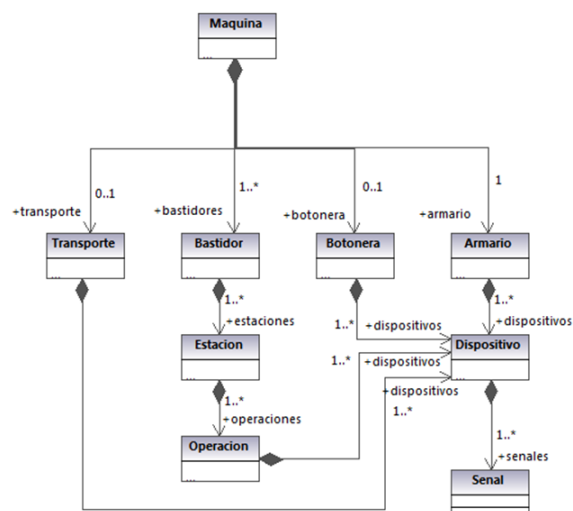 Maquina
...
0..1
1..*
0..1
1
+transporte
+bastidores
+botonera
+armario
Transporte
Bastidor
Botonera
Armario
...
...
...
...
1..*
1..*
+estaciones
1..*
+dispositivos
+dispositivos
Estacion
Dispositivo
...
1..*
+dispositivos
...
+dispositivos
1..*
1..*
+operaciones
1..*
Operacion
...
+senales
Senal